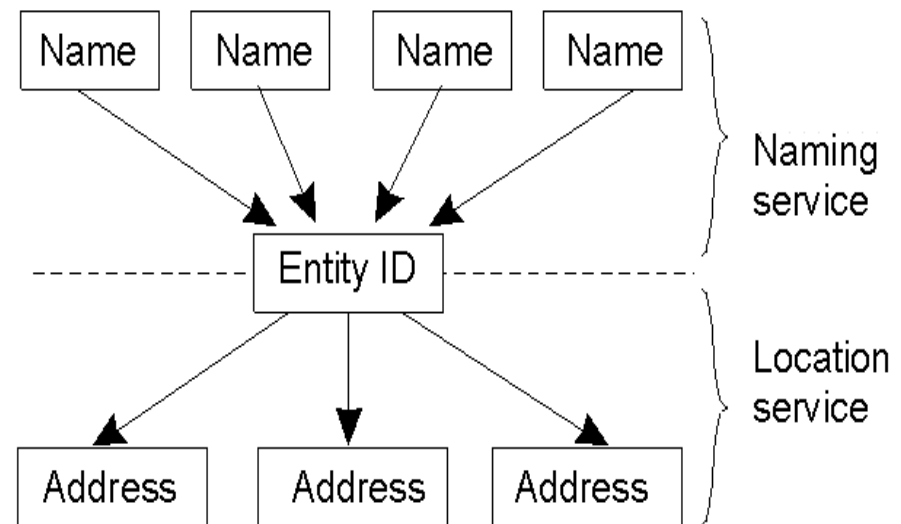 Name Name Name Name
Naming
service
Entity ID
Location
service
Address Address Address